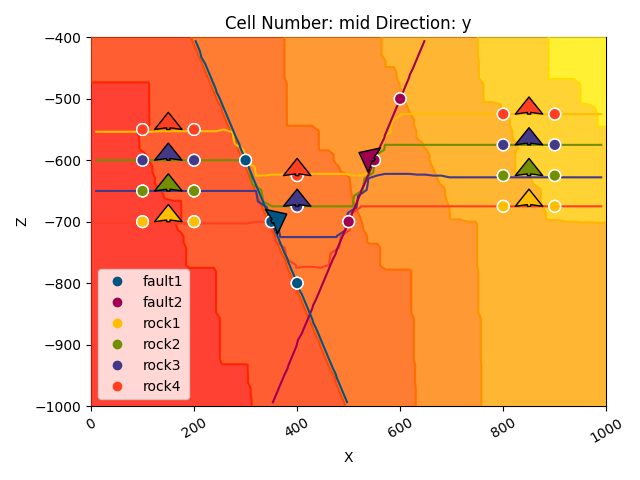 Cell Number: mid Direction: y
−400
−500
−600
−700
−800
−900
−1000
Z
fault1
fault2
rock1
rock2
rock3
rock4
0
200
400
600
800
1000
X